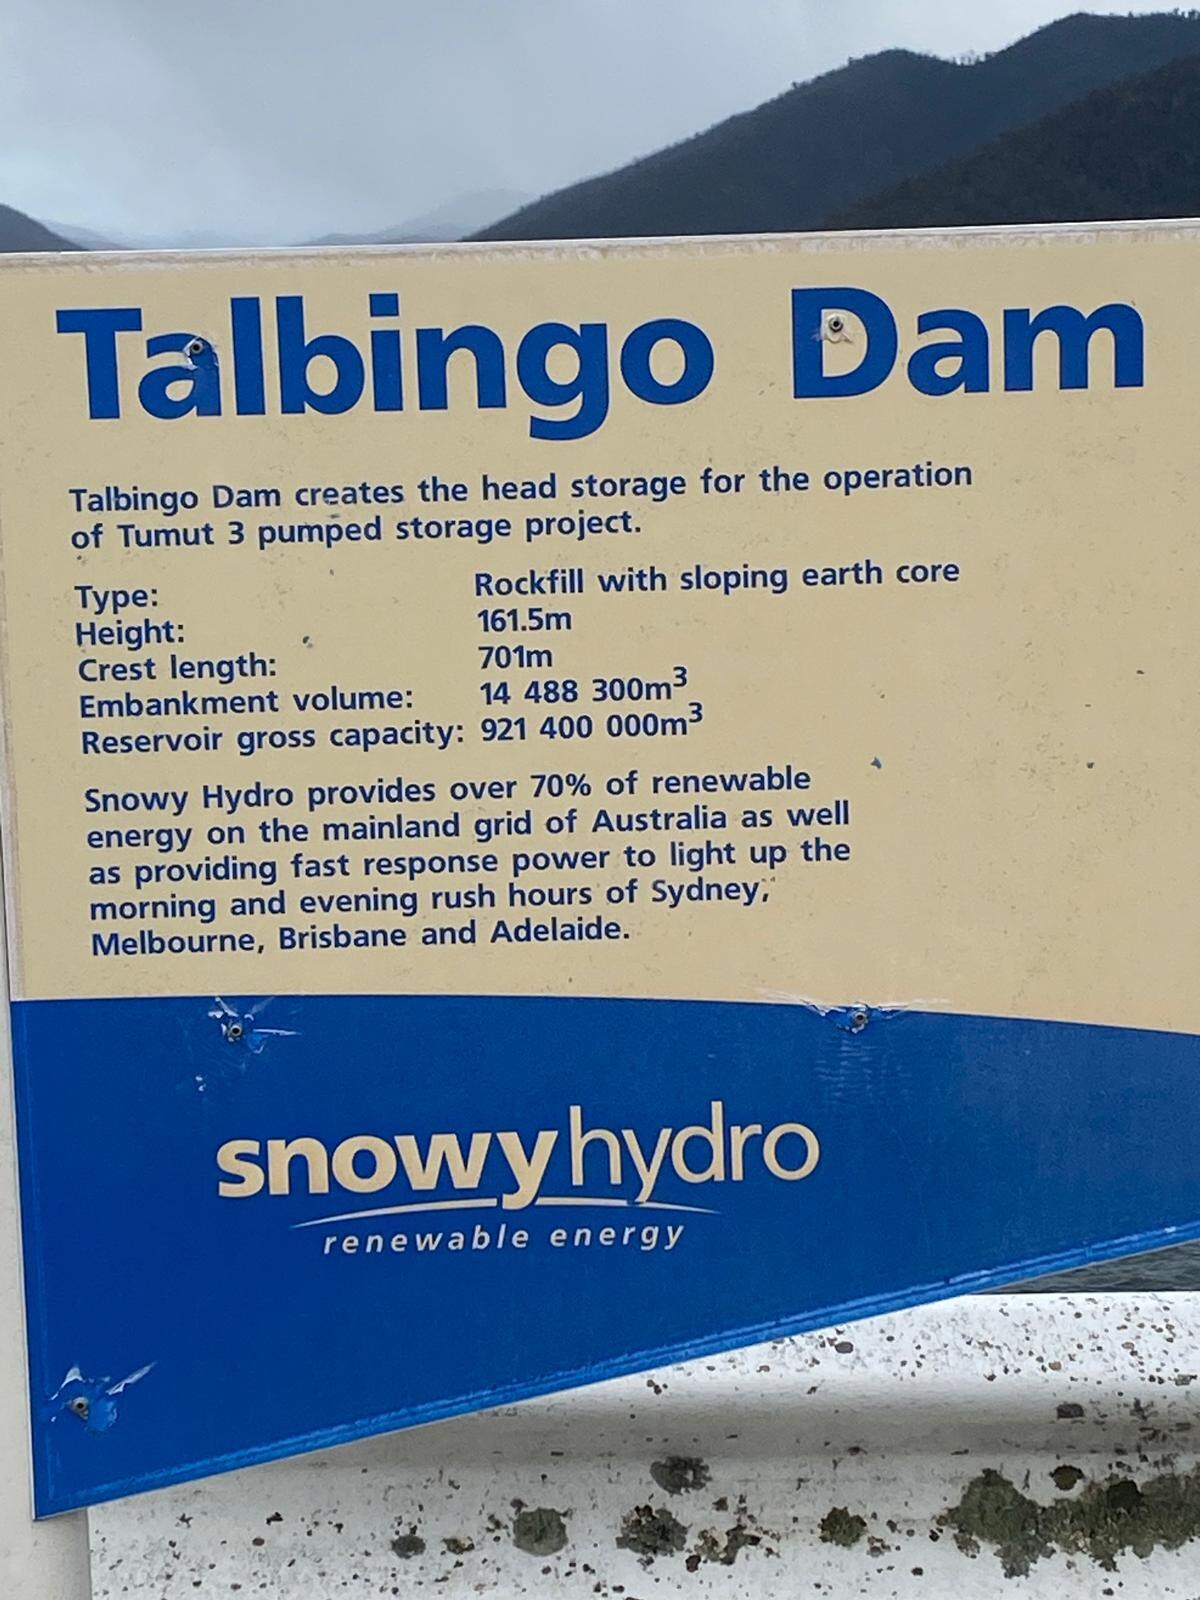 Talbingo Dam
Talbingo Dam creates the head storage for the operation
of Tumut 3 pumped storage project.
Type: Rockfill with sloping earth core
Height: 161.5m
Crest length: 701m
Embankment volume: 14 488 300m³
Reservoir gross capacity: 921 400 000m³
Snowy Hydro provides over 70% of renewable
energy on the mainland grid of Australia as well
as providing fast response power to light up the
morning and evening rush hours of Sydney,
Melbourne, Brisbane and Adelaide.
snowyhydro
renewable energy